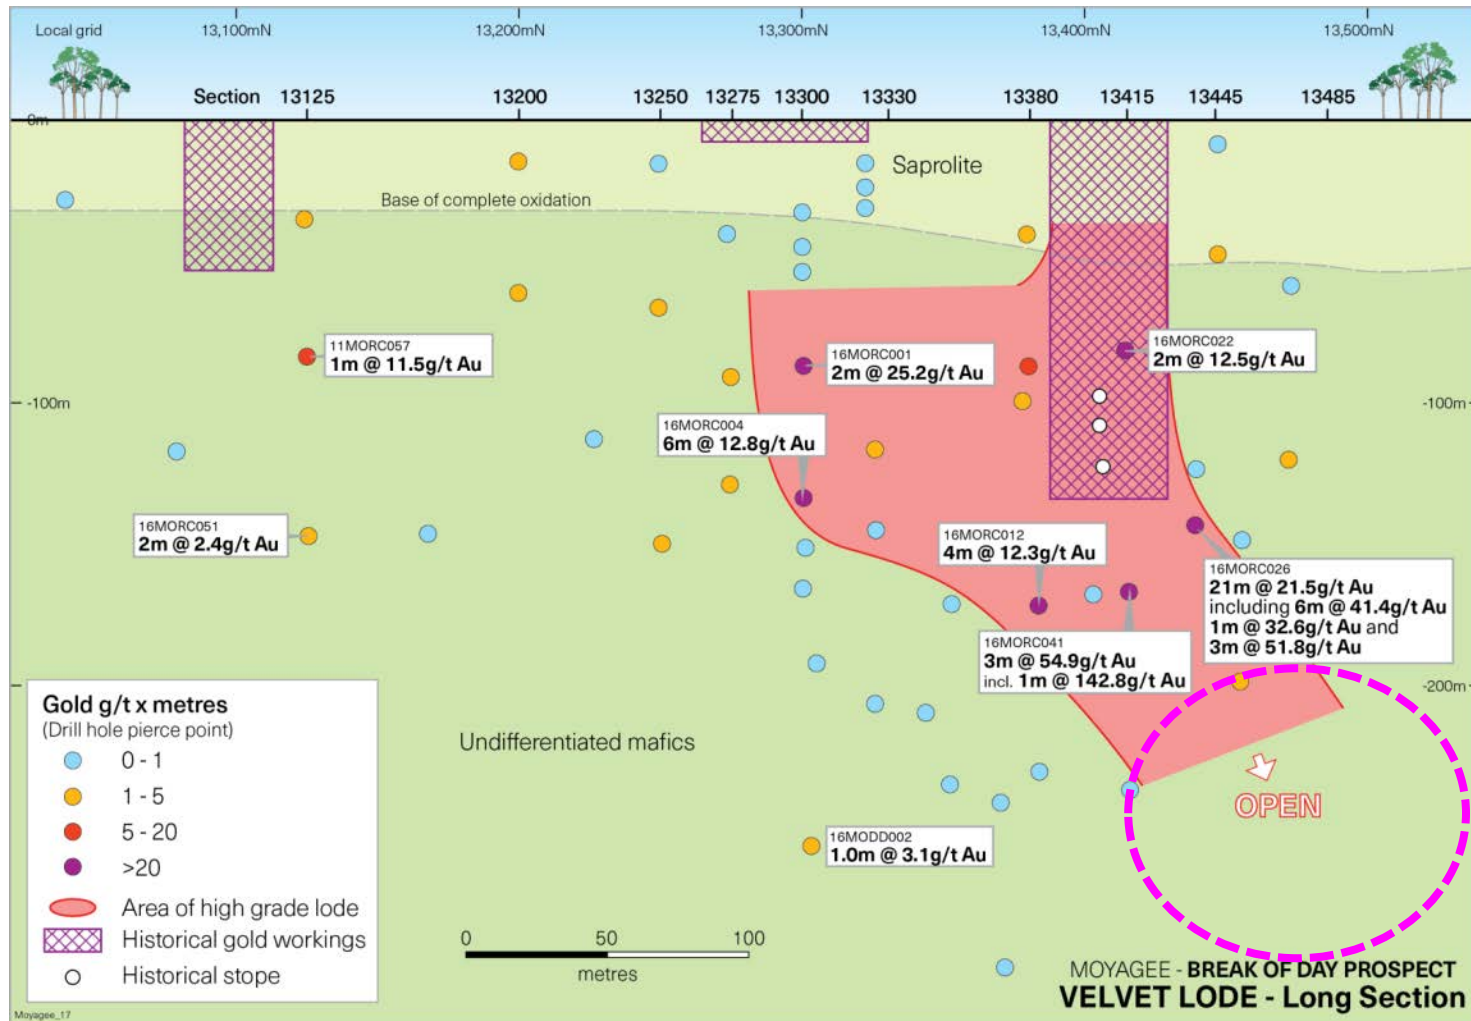 Local grid
13,100mN
13,200mN
13,300mN
13,400mN
13,500mN
Section 13125 13200 13250 13275 13300 13330 13380 13415 13445 13485
0m
Saprolite
Base of complete oxidation
11MORC057
1m @ 11.5g/t Au
16MORC001
2m @ 25.2g/t Au
16MORC022
2m @ 12.5g/t Au
-100m
-100m
16MORC004
6m @ 12.8g/t Au
16MORC051
2m @ 2.4g/t Au
16MORC012
4m @ 12.3g/t Au
16MORC026
21m @ 21.5g/t Au
including 6m @ 41.4g/t Au
1m @ 32.6g/t Au and
3m @ 51.8g/t Au
16MORC041
3m @ 54.9g/t Au
incl. 1m @ 142.8g/t Au
-200m
Undifferentiated mafics
OPEN
16MODD002
1.0m @ 3.1g/t Au
Gold g/t x metres
(Drill hole pierce point)
0 - 1
1 - 5
5 - 20
>20
Area of high grade lode
Historical gold workings
Historical stope
0 50 100
metres
MOYAGEE - BREAK OF DAY PROSPECT
VELVET LODE - Long Section
Moyagee_17